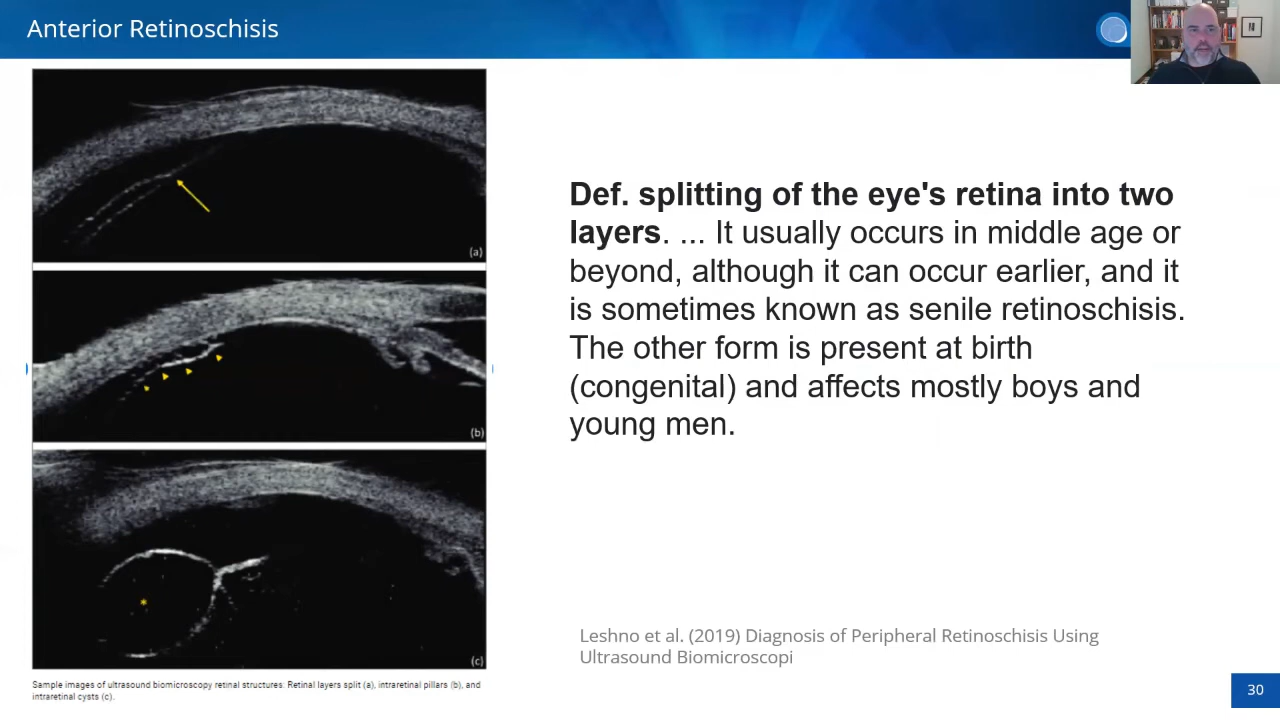 Anterior Retinoschisis
(a)
(b)
(c)
Sample images of ultrasound biomicroscopy retinal structures: Retinal layers split (a), intraretinal pillars (b), and
intraretinal cysts (c).
Def. splitting of the eye's retina into two
layers. ... It usually occurs in middle age or
beyond, although it can occur earlier, and it
is sometimes known as senile retinoschisis.
The other form is present at birth
(congenital) and affects mostly boys and
young men.
Leshno et al. (2019) Diagnosis of Peripheral Retinoschisis Using
Ultrasound Biomicroscopi
30